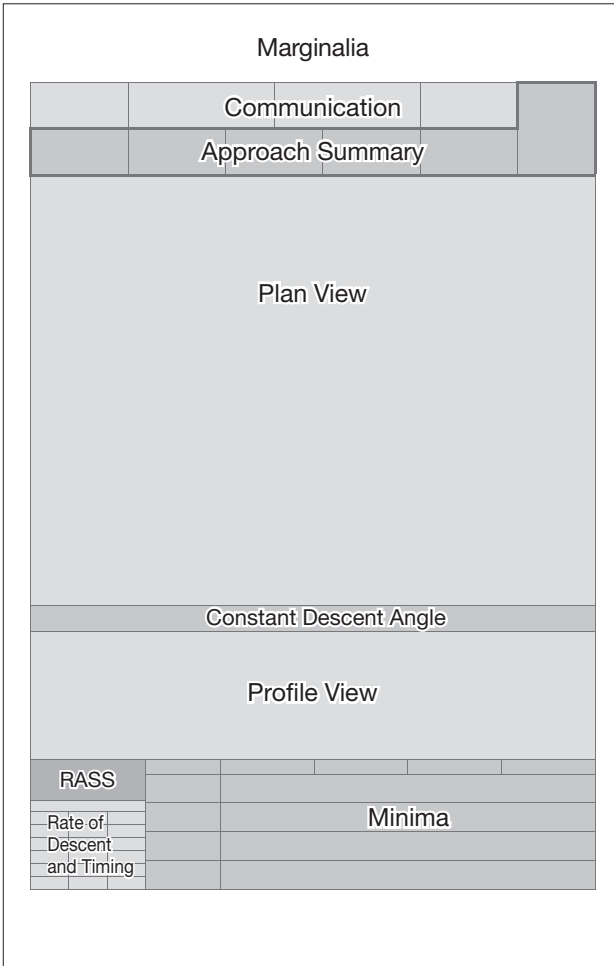 Marginalia
Communication
Approach Summary
Plan View
Constant Descent Angle
Profile View
RASS
Minima
Rate of
Descent
and Timing